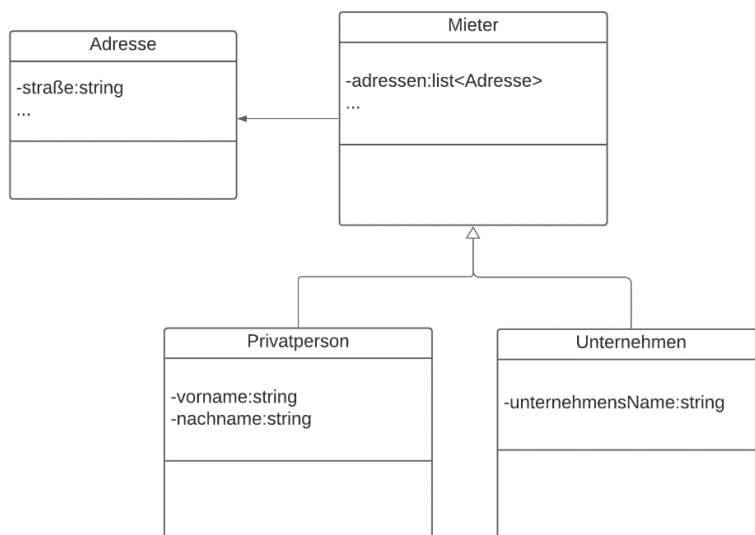 Adresse
-straße:string
...
Mieter
-adressen:list<Adresse>
...
Privatperson
-vorname:string
-nachname:string
Unternehmen
-unternehmensName:string